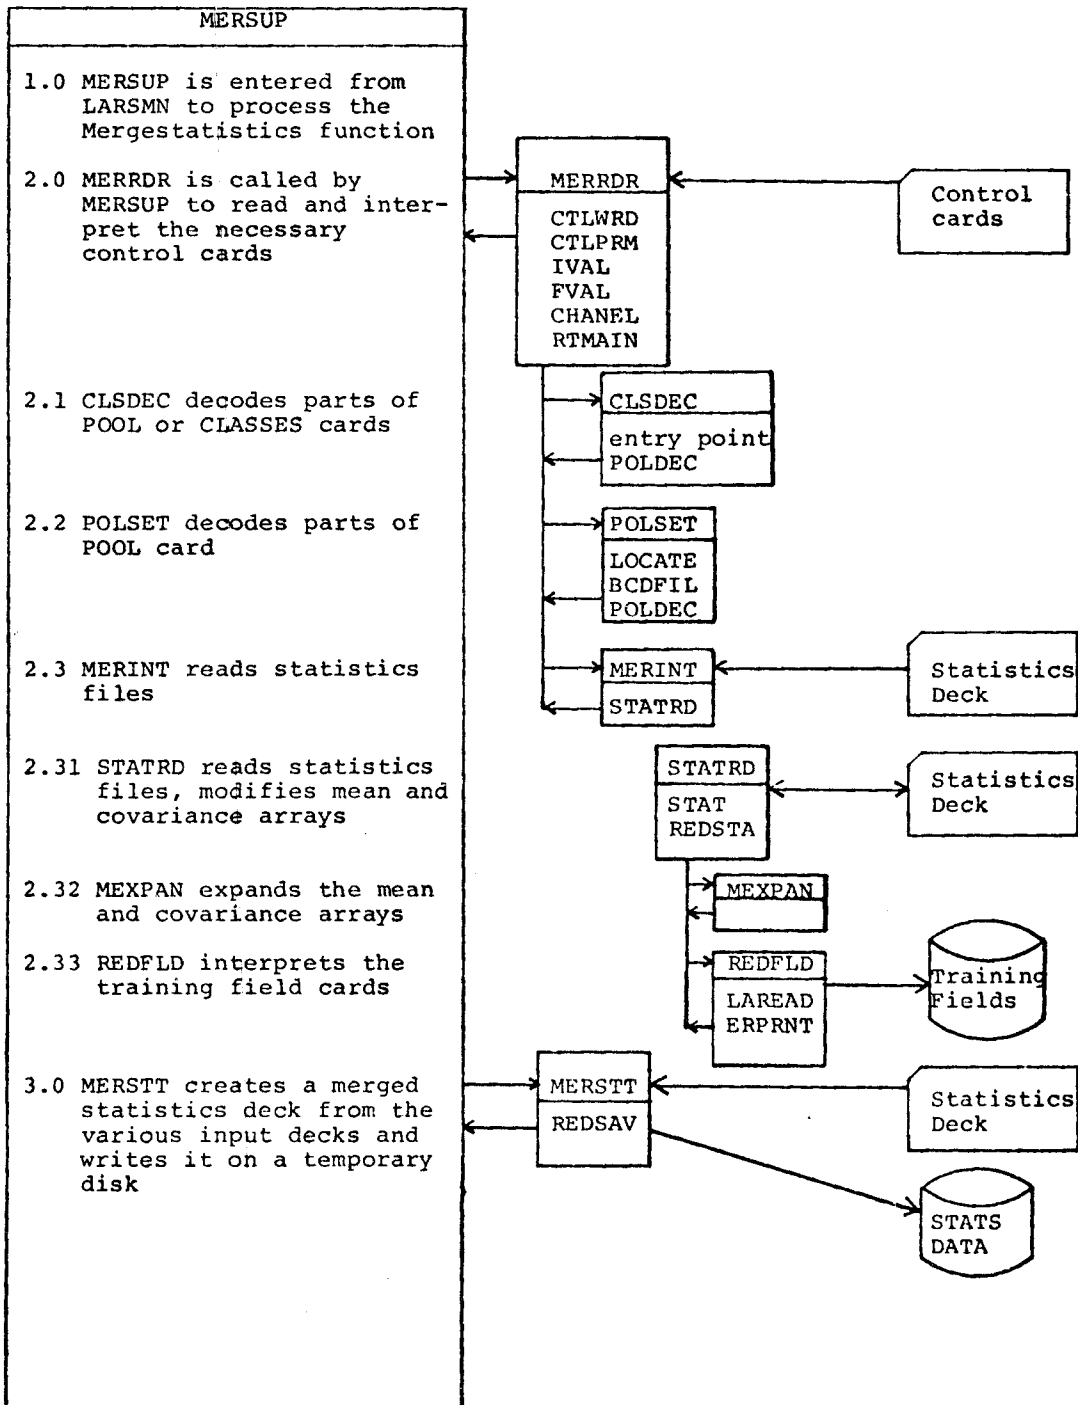 MERSUP
1.0 MERSUP is entered from
LARSMN to process the
Mergestatistics function
2.0 MERRDR is called by
MERSUP to read and inter-
pret the necessary
control cards
MERRDR
CTLWRD
CTLPRM
IVAL
FVAL
CHANEL
RTMAIN
Control
cards
2.1 CLSDEC decodes parts of
POOL or CLASSES cards
CLSDEC
entry point
POLDEC
2.2 POLSET decodes parts of
POOL card
POLSET
LOCATE
BCDFIL
POLDEC
2.3 MERINT reads statistics
files
MERINT
STATRD
Statistics
Deck
2.31 STATRD reads statistics
files, modifies mean and
covariance arrays
STATRD
STAT
REDSTA
Statistics
Deck
2.32 MEXPAN expands the mean
and covariance arrays
MEXPAN
2.33 REDFLD interprets the
training field cards
REDFLD
LAREAD
ERPRNT
Training
Fields
3.0 MERSTT creates a merged
statistics deck from the
various input decks and
writes it on a temporary
disk
MERSTT
REDSAV
Statistics
Deck
STATS
DATA